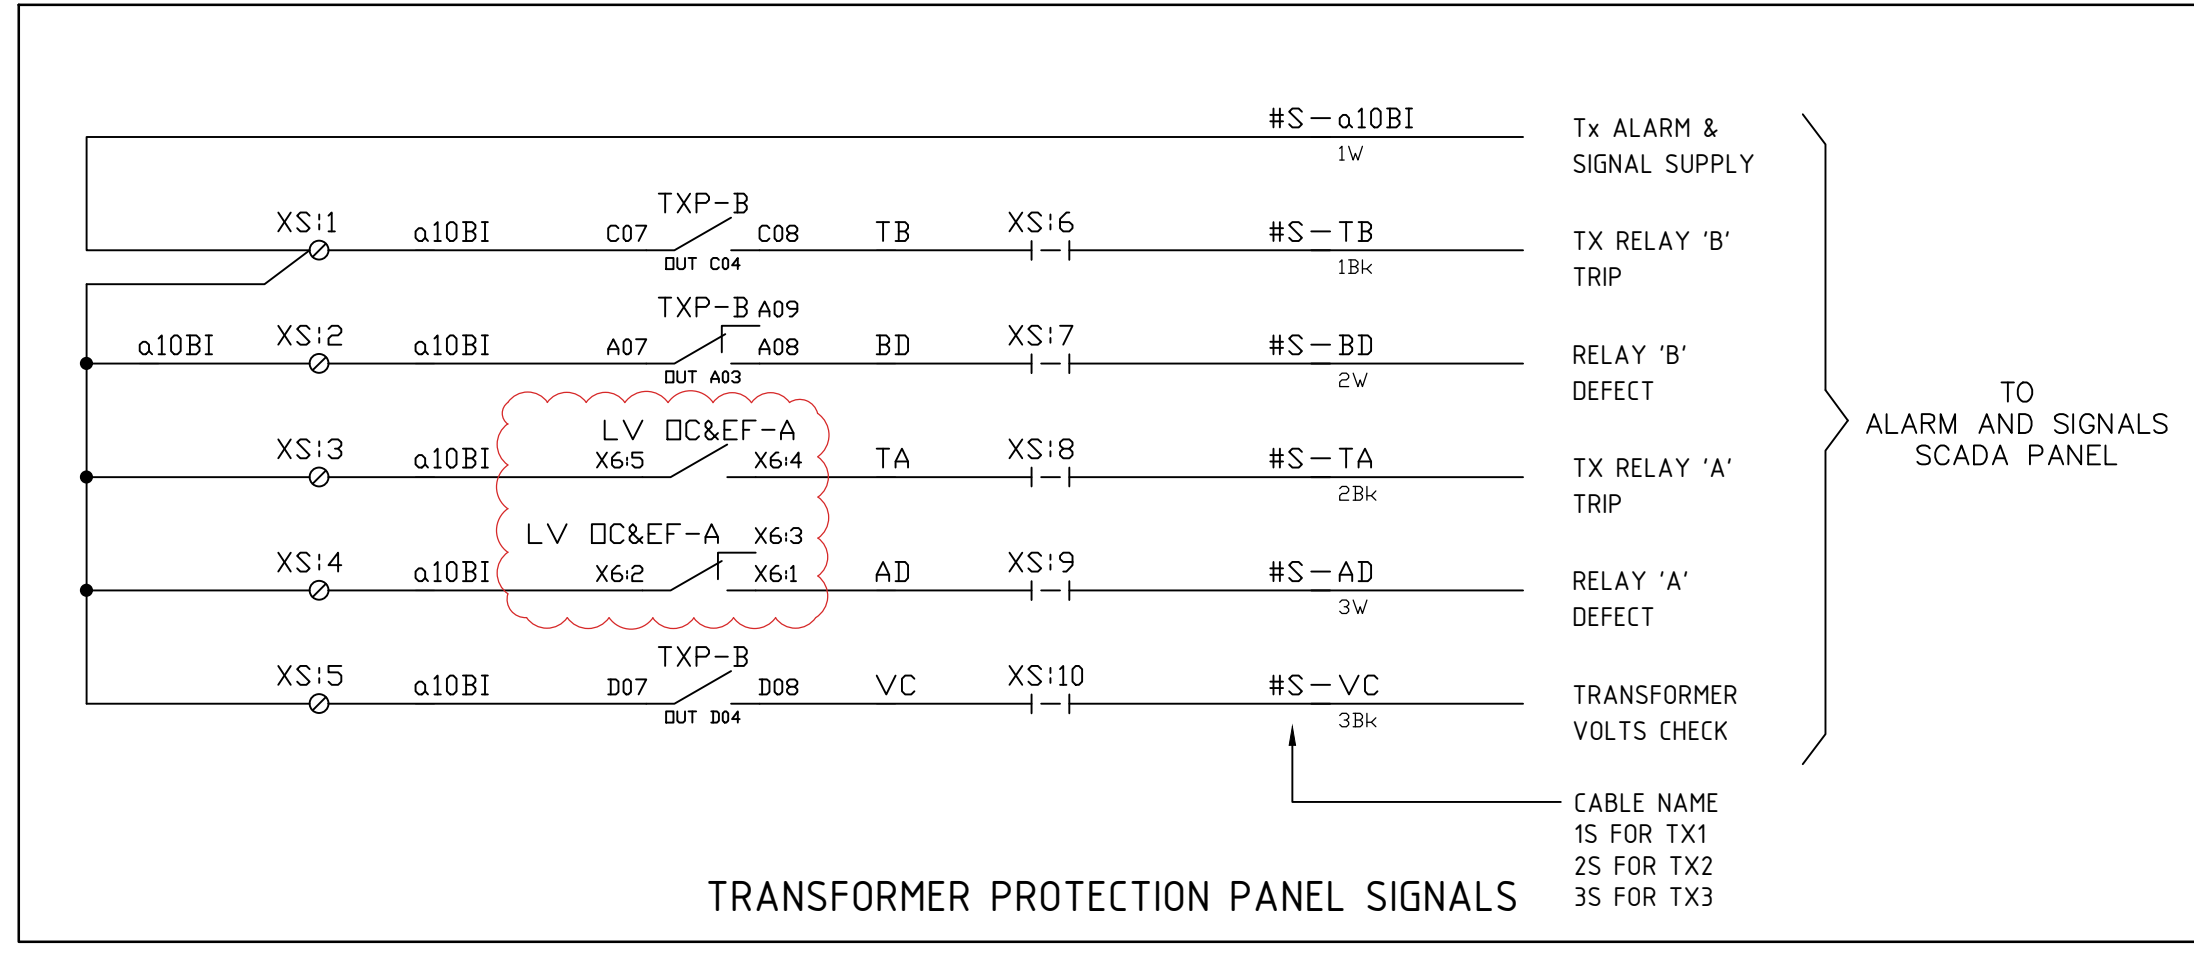 #S-a10BI
1W
Tx ALARM &
SIGNAL SUPPLY
XS:1
a10BI
C07
TXP-B
C08
OUT C04
TB
XS:6
#S-TB
1Bk
TX RELAY 'B'
TRIP
a10BI
XS:2
a10BI
A07
TXP-B
A09
A08
OUT A03
BD
XS:7
#S-BD
2W
RELAY 'B'
DEFECT
XS:3
a10BI
LV OC&EF-A
X6:5
X6:4
TA
XS:8
#S-TA
2Bk
TX RELAY 'A'
TRIP
XS:4
a10BI
LV OC&EF-A
X6:3
X6:2
X6:1
AD
XS:9
#S-AD
3W
RELAY 'A'
DEFECT
XS:5
a10BI
D07
TXP-B
D08
OUT D04
VC
XS:10
#S-VC
3Bk
TRANSFORMER
VOLTS CHECK
TO
ALARM AND SIGNALS
SCADA PANEL
CABLE NAME
1S FOR TX1
2S FOR TX2
3S FOR TX3
TRANSFORMER PROTECTION PANEL SIGNALS